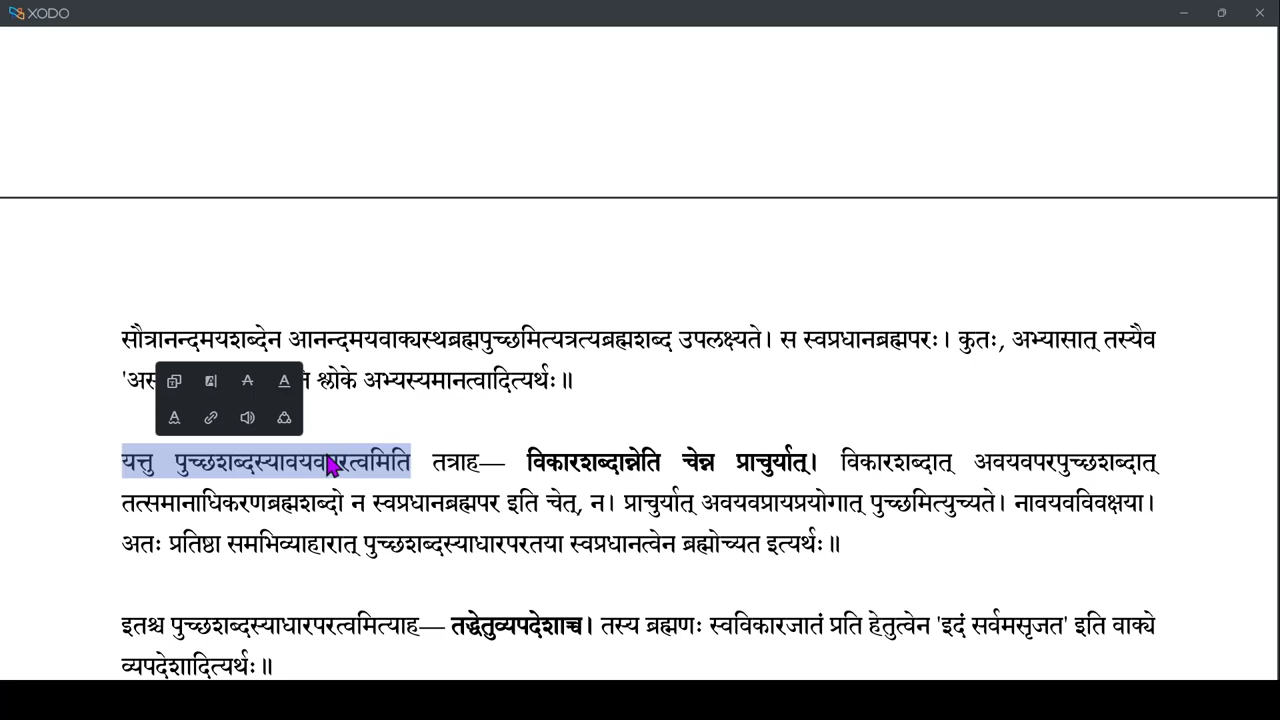 XODO
सौत्रानन्दमयशब्देन आनन्दमयवाक्यस्थब्रह्मपुच्छमित्यत्रत्यब्रह्मशब्द उपलक्ष्यते। स स्वप्रधानब्रह्मपरः। कुतः, अभ्यासात् तस्यैव
'अस श्लोके अभ्यस्यमानत्वादित्यर्थः॥
यत्तु पुच्छशब्दस्यावयवपरत्वमिति तत्राह— विकारशब्दान्नेति चेन्न प्राचुर्यात्। विकारशब्दात् अवयवपरपुच्छशब्दात्
तत्समानाधिकरणब्रह्मशब्दो न स्वप्रधानब्रह्मपर इति चेत्, न। प्राचुर्यात् अवयवप्रायप्रयोगात् पुच्छमित्युच्यते। नावयवविवक्षया।
अतः प्रतिष्ठा समभिव्याहारात् पुच्छशब्दस्याधारपरतया स्वप्रधानत्वेन ब्रह्मोच्यत इत्यर्थः॥
इतश्च पुच्छशब्दस्याधारपरत्वमित्याह— तद्धेतुव्यपदेशाच्च। तस्य ब्रह्मणः स्वविकारजातं प्रति हेतुत्वेन 'इदं सर्वमसृजत' इति वाक्ये
व्यपदेशादित्यर्थः॥